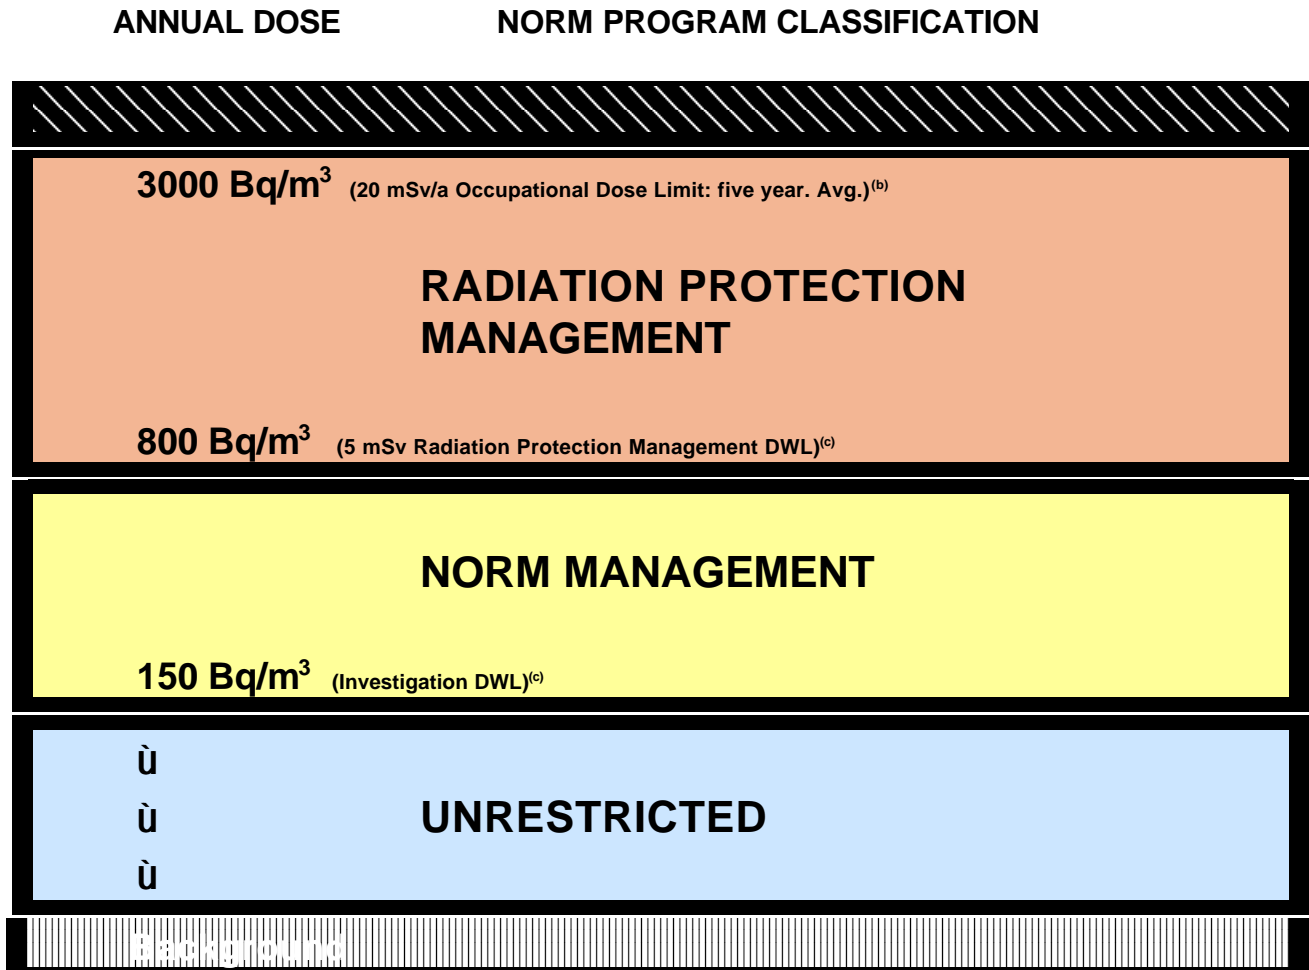 ANNUAL DOSE NORM PROGRAM CLASSIFICATION
3000 Bq/m³ (20 mSv/a Occupational Dose Limit: five year. Avg.)⁽ᵇ⁾
RADIATION PROTECTION
MANAGEMENT
800 Bq/m³ (5 mSv Radiation Protection Management DWL)⁽ᶜ⁾
NORM MANAGEMENT
150 Bq/m³ (Investigation DWL)⁽ᶜ⁾
ù
ù UNRESTRICTED
ù
Background